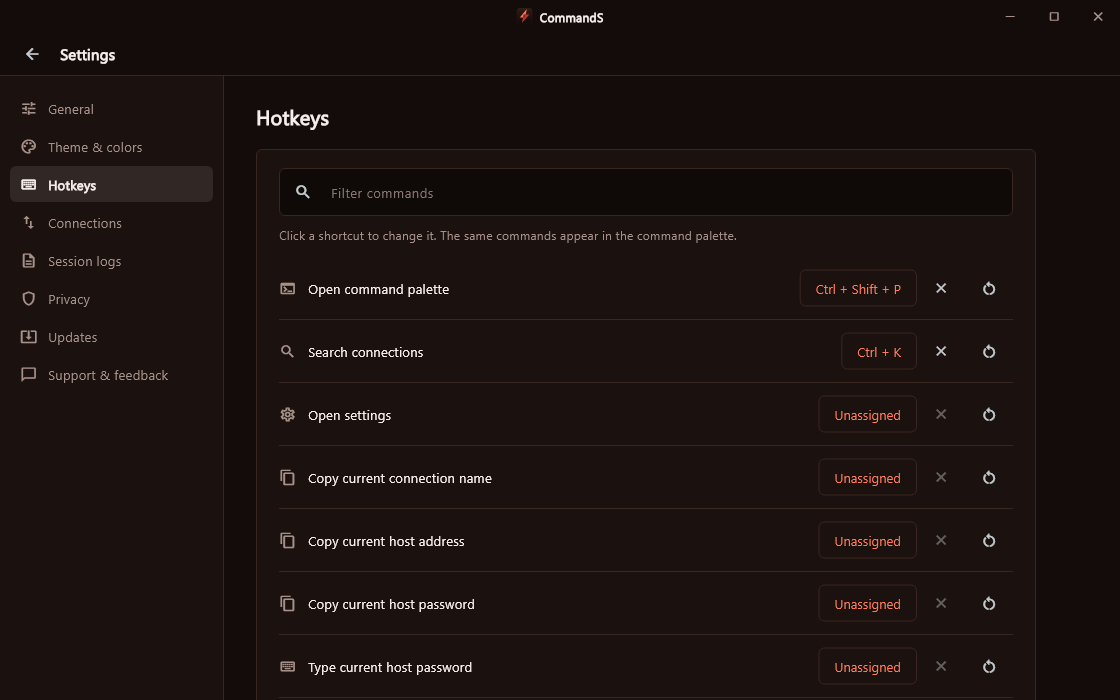 CommandS
Settings
General
Theme & colors
Hotkeys
Connections
Session logs
Privacy
Updates
Support & feedback
Hotkeys
Filter commands
Click a shortcut to change it. The same commands appear in the command palette.
Open command palette Ctrl + Shift + P
Search connections Ctrl + K
Open settings Unassigned
Copy current connection name Unassigned
Copy current host address Unassigned
Copy current host password Unassigned
Type current host password Unassigned